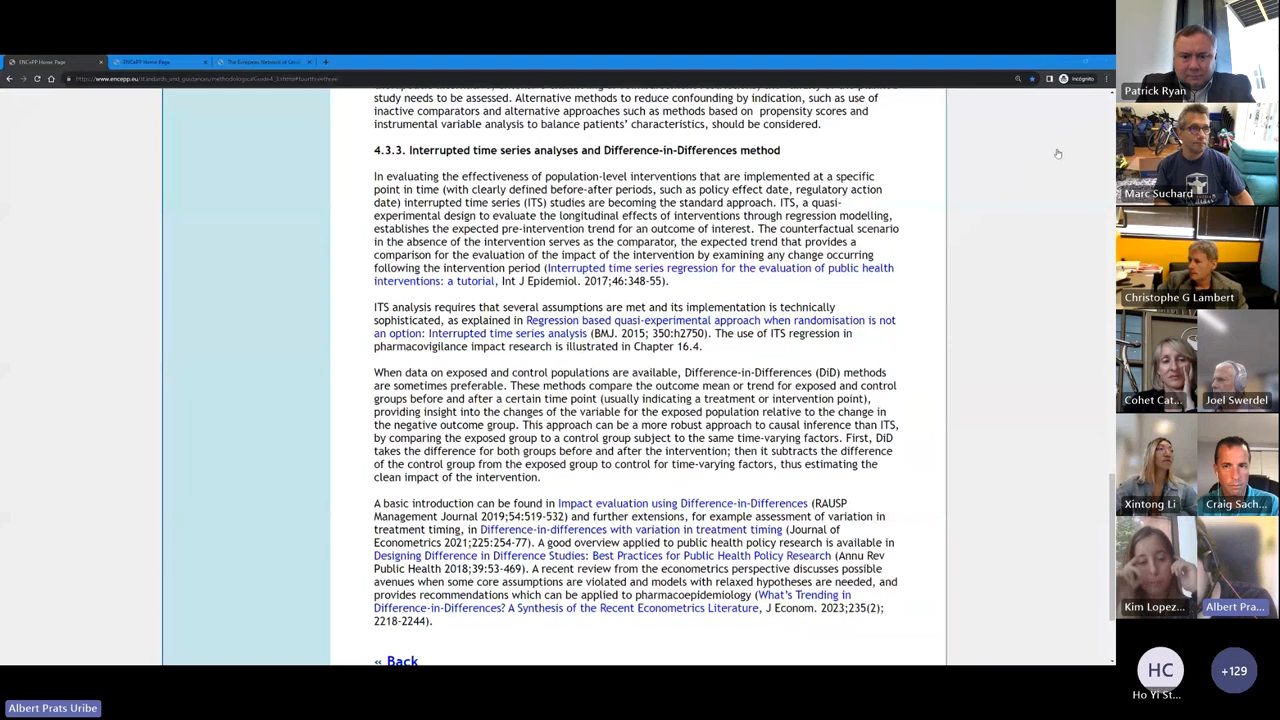 ENCePP Home Page
ENCePP Home Page
Incógnito
study needs to be assessed. Alternative methods to reduce confounding by indication, such as use of
inactive comparators and alternative approaches such as methods based on propensity scores and
instrumental variable analysis to balance patients’ characteristics, should be considered.
4.3.3. Interrupted time series analyses and Difference-in-Differences method
In evaluating the effectiveness of population-level interventions that are implemented at a specific
point in time (with clearly defined before-after periods, such as policy effect date, regulatory action
date) interrupted time series (ITS) studies are becoming the standard approach. ITS, a quasi-
experimental design to evaluate the longitudinal effects of interventions through regression modelling,
establishes the expected pre-intervention trend for an outcome of interest. The counterfactual scenario
in the absence of the intervention serves as the comparator, the expected trend that provides a
comparison for the evaluation of the impact of the intervention by examining any change occurring
following the intervention period (Interrupted time series regression for the evaluation of public health
interventions: a tutorial, Int J Epidemiol. 2017;46:348-55).
ITS analysis requires that several assumptions are met and its implementation is technically
sophisticated, as explained in Regression based quasi-experimental approach when randomisation is not
an option: Interrupted time series analysis (BMJ. 2015; 350:h2750). The use of ITS regression in
pharmacovigilance impact research is illustrated in Chapter 16.4.
When data on exposed and control populations are available, Difference-in-Differences (DiD) methods
are sometimes preferable. These methods compare the outcome mean or trend for exposed and control
groups before and after a certain time point (usually indicating a treatment or intervention point),
providing insight into the changes of the variable for the exposed population relative to the change in
the negative outcome group. This approach can be a more robust approach to causal inference than ITS,
by comparing the exposed group to a control group subject to the same time-varying factors. First, DiD
takes the difference for both groups before and after the intervention; then it subtracts the difference
of the control group from the exposed group to control for time-varying factors, thus estimating the
clean impact of the intervention.
A basic introduction can be found in Impact evaluation using Difference-in-Differences (RAUSP
Management Journal 2019;54:519-532) and further extensions, for example assessment of variation in
treatment timing, in Difference-in-differences with variation in treatment timing (Journal of
Econometrics 2021;225:254-77). A good overview applied to public health policy research is available in
Designing Difference in Difference Studies: Best Practices for Public Health Policy Research (Annu Rev
Public Health 2018;39:53-469). A recent review from the econometrics perspective discusses possible
avenues when some core assumptions are violated and models with relaxed hypotheses are needed, and
provides recommendations which can be applied to pharmacoepidemiology (What’s Trending in
Difference-in-Differences? A Synthesis of the Recent Econometrics Literature, J Econom. 2023;235(2);
2218-2244).
« Back
Patrick Ryan
Marc Suchard
Christophe G Lambert
Cohet Cat...
Joel Swerdel
Xintong Li
Craig Sach...
Kim Lopez...
Albert Pra...
HC
Ho Yi St...
+129
Albert Prats Uribe